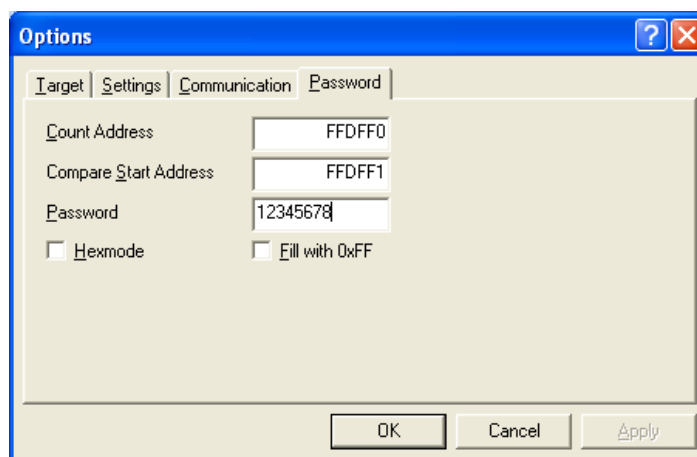 Options
Target Settings Communication Password
Count Address FFDFF0
Compare Start Address FFDFF1
Password 12345678
Hexmode Fill with 0xFF
OK Cancel Apply